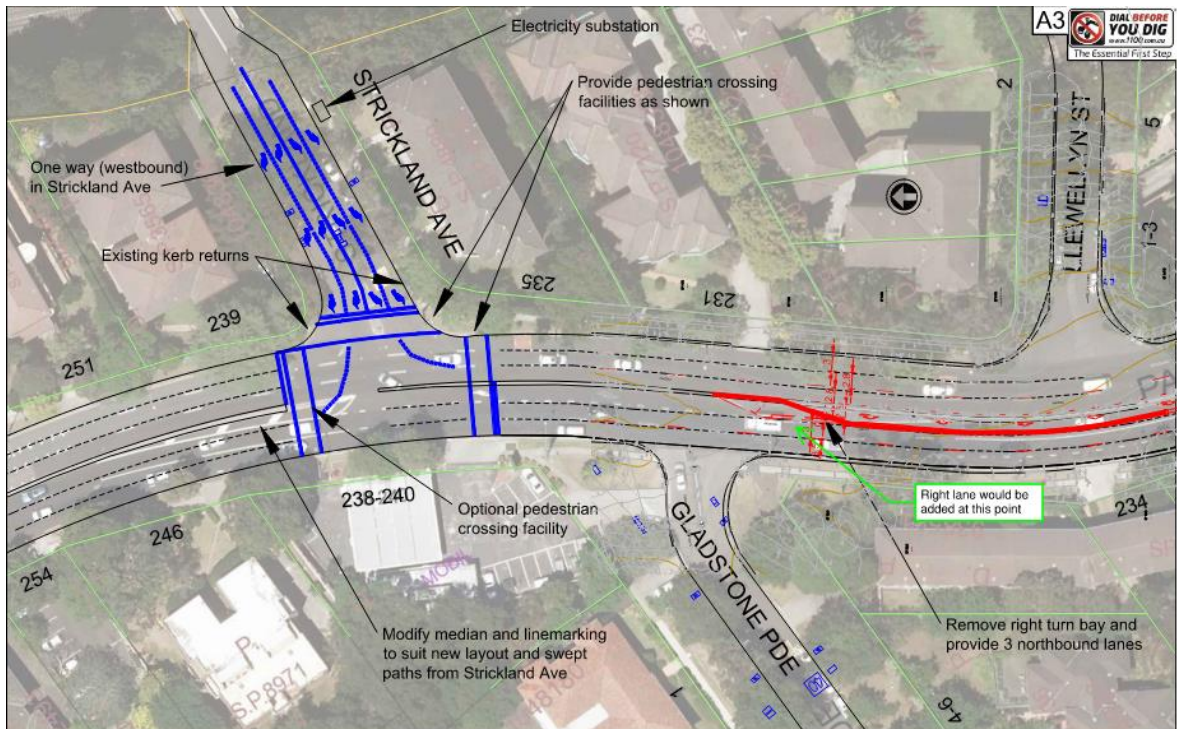 Electricity substation
A3
DIAL BEFORE
YOU DIG
www.1100.com.au
The Essential First Step
STRICKLAND AVE
Provide pedestrian crossing
facilities as shown
2
LLEWELLYN ST
5
1-3
One way (westbound)
in Strickland Ave
Existing kerb returns
239
235
231
251
PA
Right lane would be
added at this point
234
238-240
246
254
Optional pedestrian
crossing facility
MOBIL
GLADSTONE PDE
Modify median and linemarking
to suit new layout and swept
paths from Strickland Ave
Remove right turn bay and
provide 3 northbound lanes
S.P.8971
48180
1
4-6